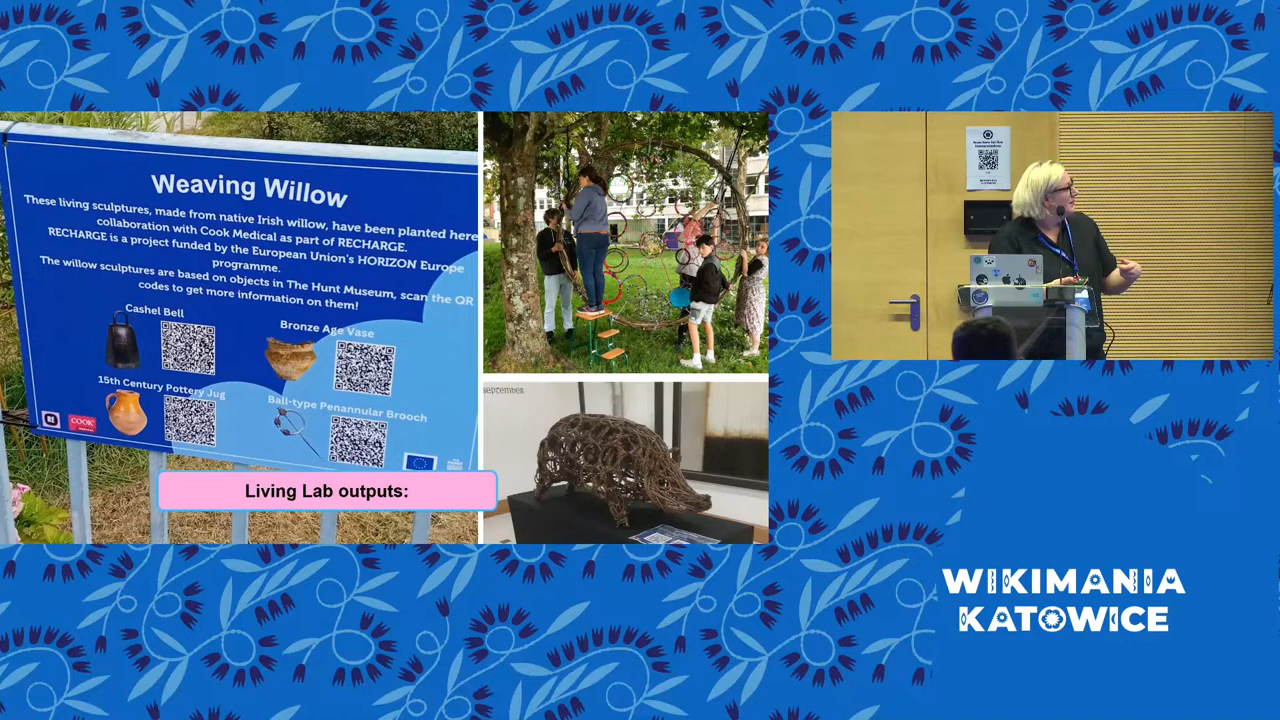 Weaving Willow
These living sculptures, made from native Irish willow, have been planted here
collaboration with Cook Medical as part of RECHARGE.
RECHARGE is a project funded by the European Union's HORIZON Europe
programme.
The willow sculptures are based on objects in The Hunt Museum, scan the QR
codes to get more information on them!
Cashel Bell
Bronze Age Vase
15th Century Pottery Jug
Ball-type Penannular Brooch
RE
COOK
Living Lab outputs:
SEPTEMBER
WIKIMANIA
KATOWICE